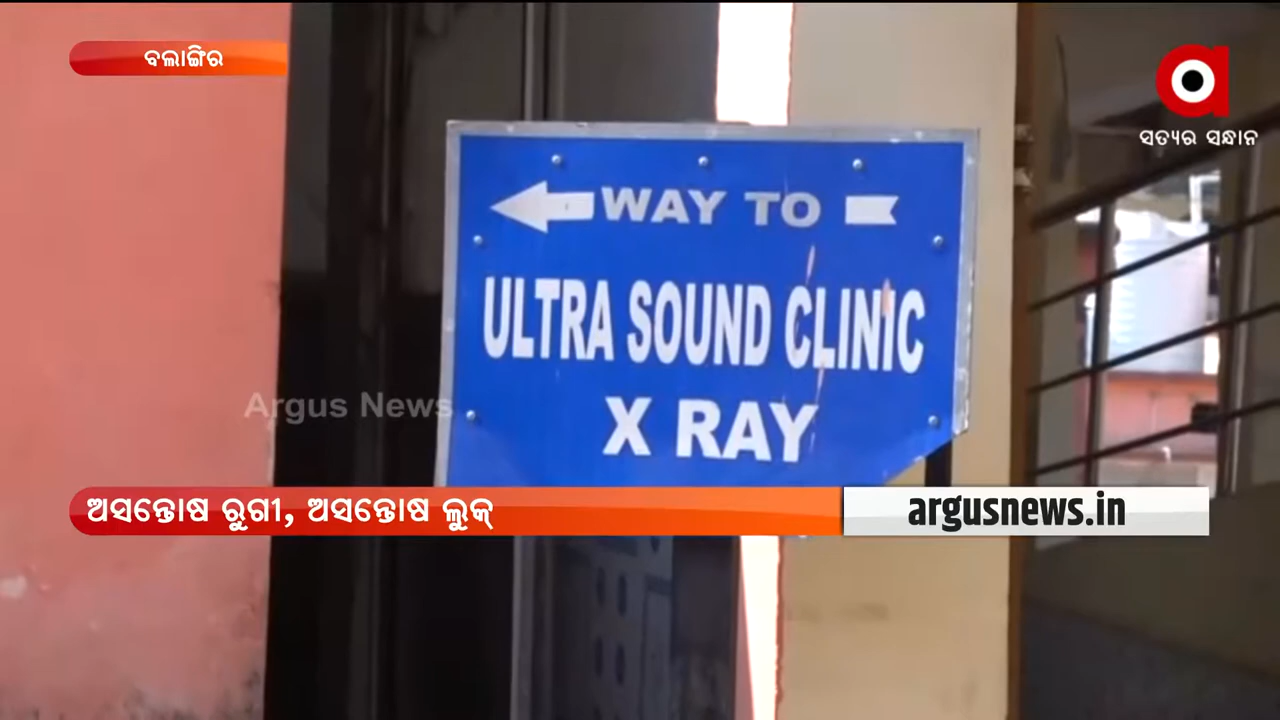 ବଲାଙ୍ଗିର
ସତ୍ୟର ସନ୍ଧାନ
WAY TO
ULTRA SOUND CLINIC
X RAY
Argus News
ଅସନ୍ତୋଷ ରୁଗୀ, ଅସନ୍ତୋଷ ଲୁକ୍
argusnews.in